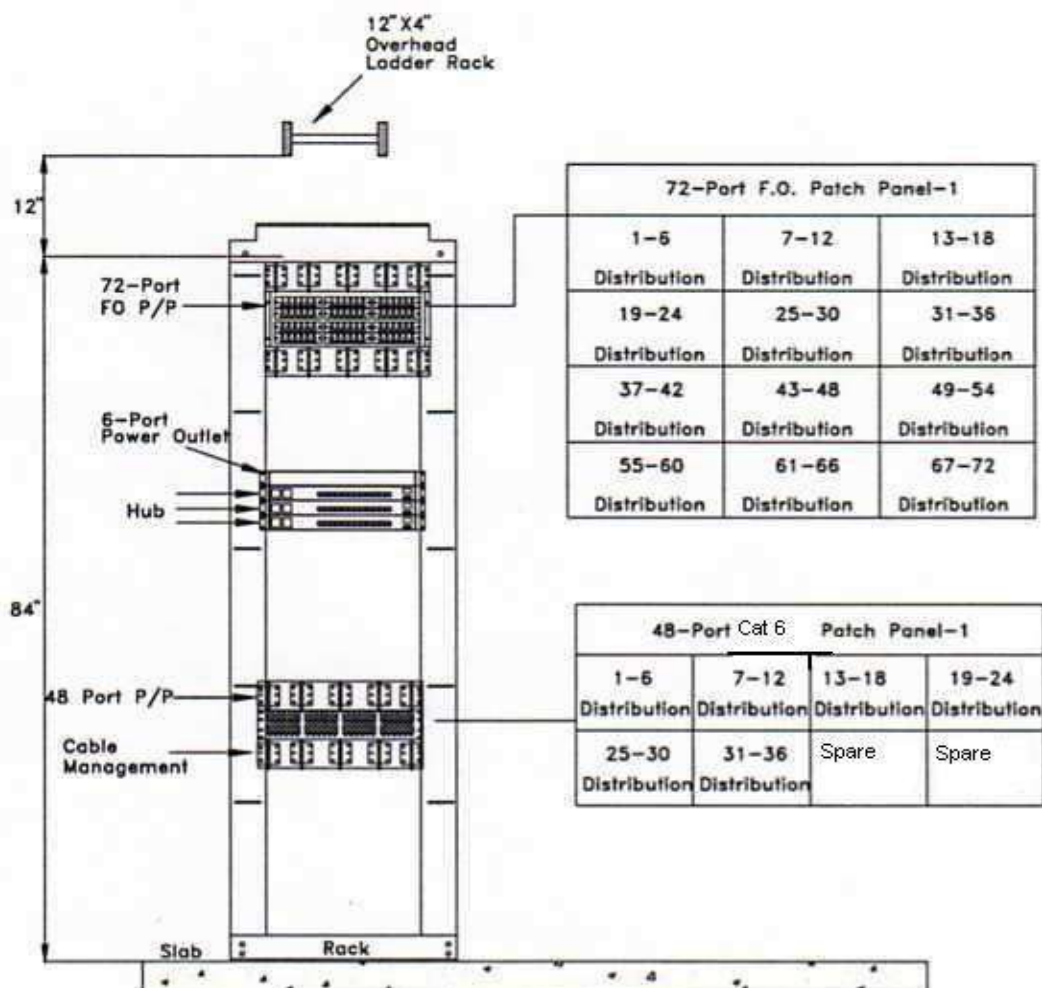 12"X4"
Overhead
Ladder Rack
12"
72-Port
FO P/P
6-Port
Power Outlet
Hub
84"
48 Port P/P
Cable
Management
Slab
Rack
72-Port F.O. Patch Panel-1
1-6 7-12 13-18
Distribution Distribution Distribution
19-24 25-30 31-36
Distribution Distribution Distribution
37-42 43-48 49-54
Distribution Distribution Distribution
55-60 61-66 67-72
Distribution Distribution Distribution
48-Port Cat 6 Patch Panel-1
1-6 7-12 13-18 19-24
Distribution Distribution Distribution Distribution
25-30 31-36 Spare Spare
Distribution Distribution